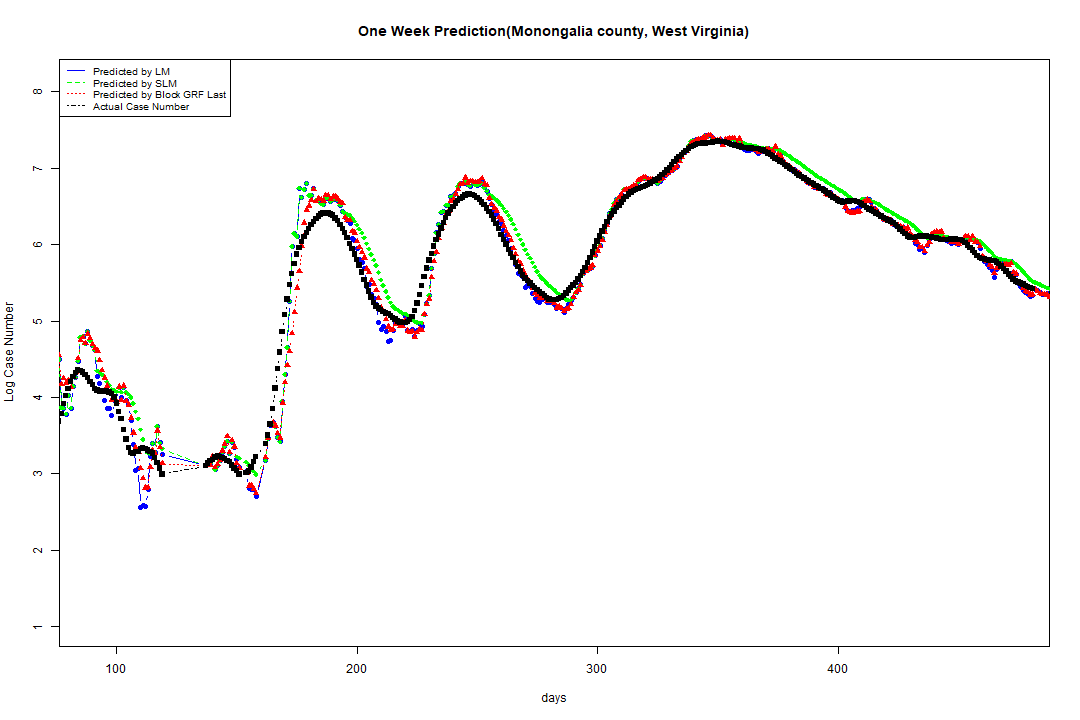 One Week Prediction(Monongalia county, West Virginia)
Predicted by LM
Predicted by SLM
Predicted by Block GRF Last
Actual Case Number
8
7
6
5
4
3
2
1
Log Case Number
100 200 300 400
days